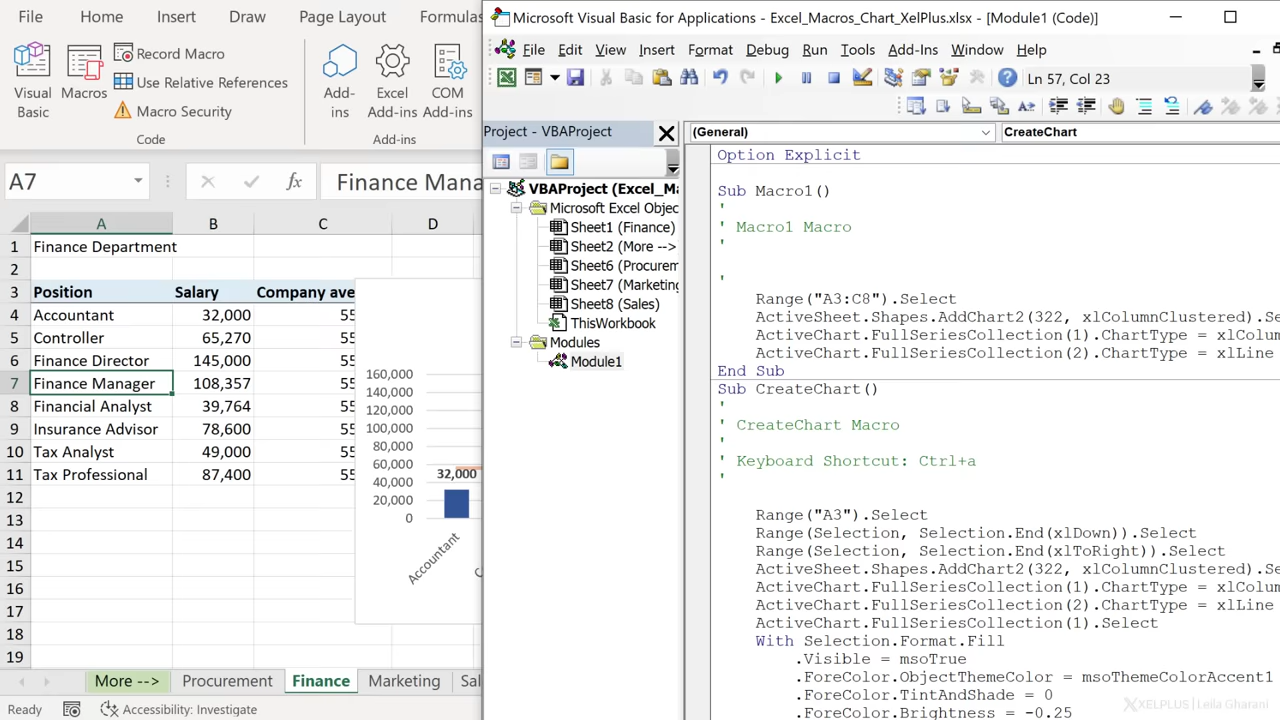 File Home Insert Draw Page Layout Formulas
Visual Basic
Macros
Record Macro
Use Relative References
Macro Security
Code
Add-ins
Excel Add-ins
COM Add-ins
Add-ins
A7
fx
Finance Mana
A B C D
1 Finance Department
2
3 Position Salary Company ave
4 Accountant 32,000 55
5 Controller 65,270 55
6 Finance Director 145,000 55
7 Finance Manager 108,357 55
8 Financial Analyst 39,764 55
9 Insurance Advisor 78,600 55
10 Tax Analyst 49,000 55
11 Tax Professional 87,400 55
12
13
14
15
16
17
18
19
160,000
140,000
120,000
100,000
80,000
60,000
40,000
20,000
0
32,000
Accountant
More --> Procurement Finance Marketing Sal
Ready Accessibility: Investigate
Microsoft Visual Basic for Applications - Excel_Macros_Chart_XelPlus.xlsx - [Module1 (Code)]
File Edit View Insert Format Debug Run Tools Add-Ins Window Help
Ln 57, Col 23
Project - VBAProject
VBAProject (Excel_Ma
Microsoft Excel Objec
Sheet1 (Finance)
Sheet2 (More -->
Sheet6 (Procurem
Sheet7 (Marketing
Sheet8 (Sales)
ThisWorkbook
Modules
Module1
(General) CreateChart
Option Explicit
Sub Macro1()
'
' Macro1 Macro
'
'
Range("A3:C8").Select
ActiveSheet.Shapes.AddChart2(322, xlColumnClustered).Se
ActiveChart.FullSeriesCollection(1).ChartType = xlColu
ActiveChart.FullSeriesCollection(2).ChartType = xlLine
End Sub
Sub CreateChart()
'
' CreateChart Macro
'
' Keyboard Shortcut: Ctrl+a
'
Range("A3").Select
Range(Selection, Selection.End(xlDown)).Select
Range(Selection, Selection.End(xlToRight)).Select
ActiveSheet.Shapes.AddChart2(322, xlColumnClustered).Se
ActiveChart.FullSeriesCollection(1).ChartType = xlColu
ActiveChart.FullSeriesCollection(2).ChartType = xlLine
ActiveChart.FullSeriesCollection(1).Select
With Selection.Format.Fill
.Visible = msoTrue
.ForeColor.ObjectThemeColor = msoThemeColorAccent1
.ForeColor.TintAndShade = 0
.ForeColor.Brightness = -0.25
XELPLUS | Leila Gharani